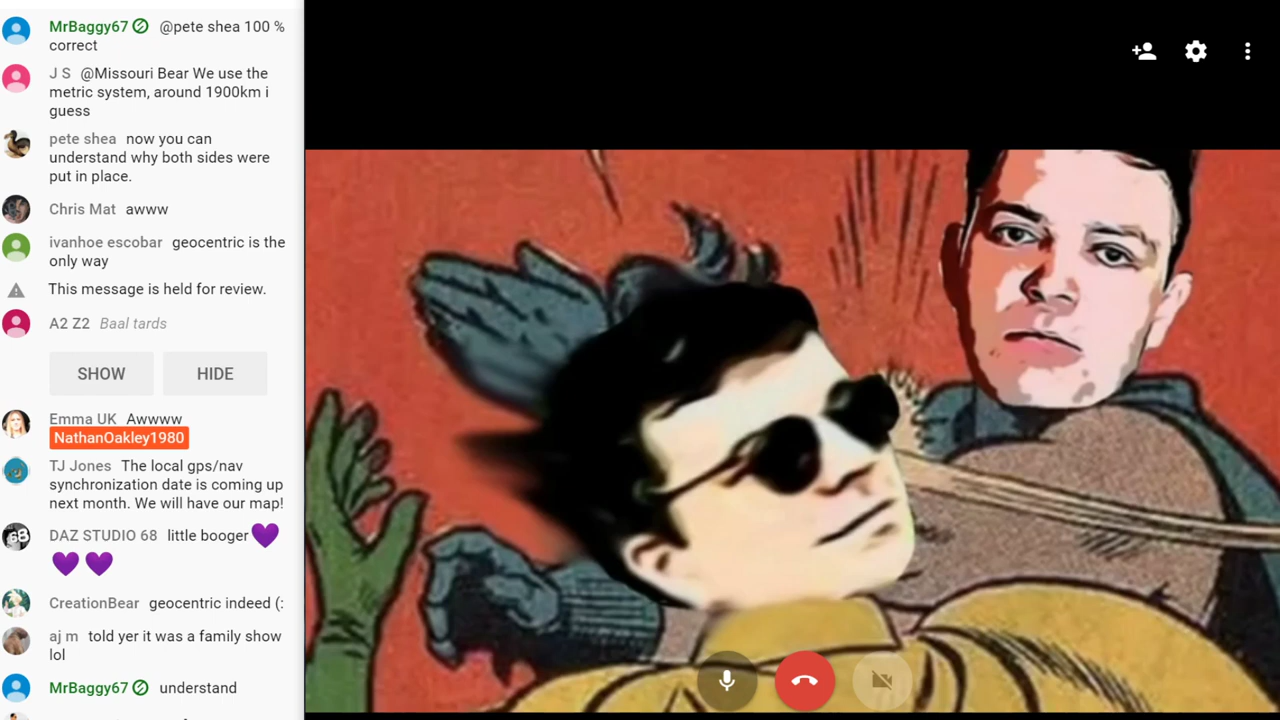 MrBaggy67 @pete shea 100 %
correct
J S @Missouri Bear We use the
metric system, around 1900km i
guess
pete shea now you can
understand why both sides were
put in place.
Chris Mat awww
ivanhoe escobar geocentric is the
only way
This message is held for review.
A2 Z2 Baal tards
SHOW HIDE
Emma UK Awwww
NathanOakley1980
TJ Jones The local gps/nav
synchronization date is coming up
next month. We will have our map!
68
DAZ STUDIO 68 little booger
CreationBear geocentric indeed (:
aj m told yer it was a family show
lol
MrBaggy67 understand